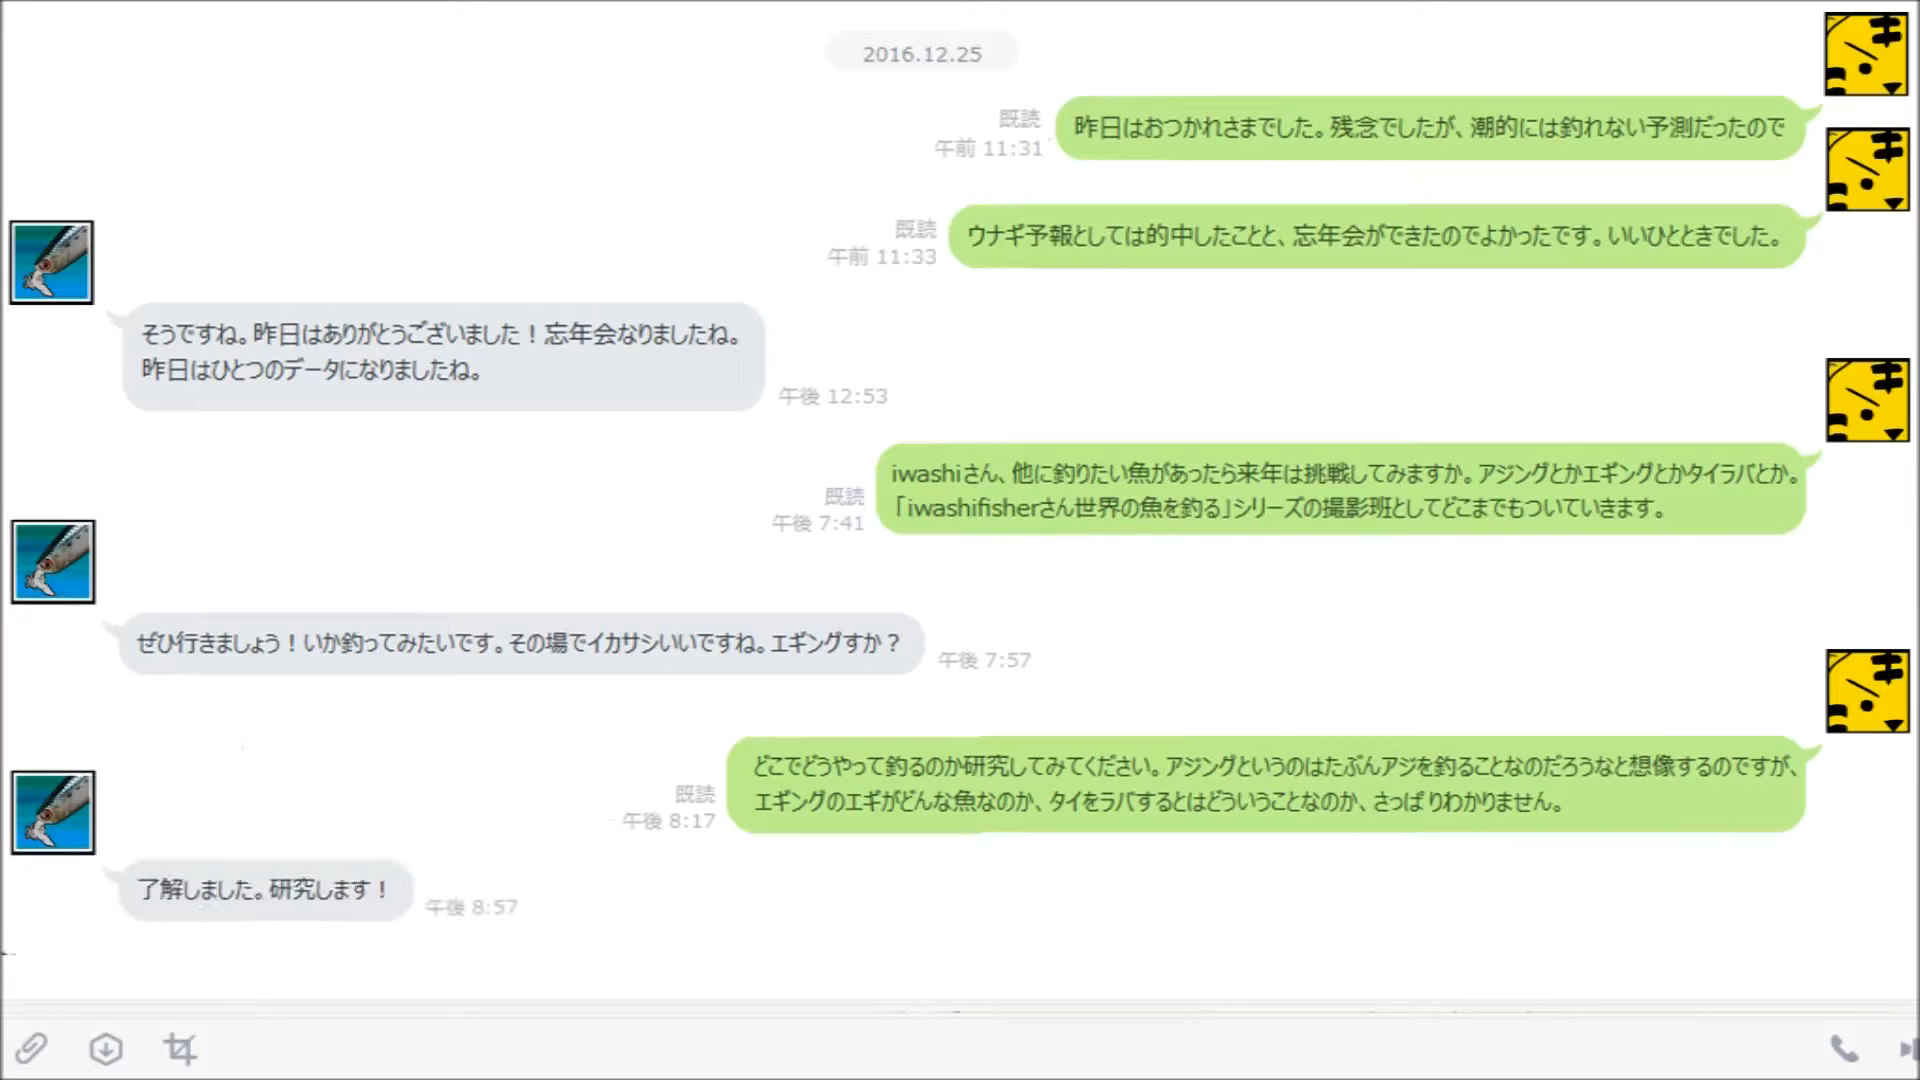 2016.12.25
既読
午前 11:31
昨日はおつかれさまでした。残念でしたが、潮的には釣れない予測だったので
既読
午前 11:33
ウナギ予報としては的中したことと、忘年会ができたのでよかったです。いいひとときでした。
そうですね。昨日はありがとうございました！忘年会なりましたね。
昨日はひとつのデータになりましたね。
午後 12:53
iwashiさん、他に釣りたい魚があったら来年は挑戦してみますか。アジングとかエギングとかタイラバとか。
「iwashifisherさん世界の魚を釣る」シリーズの撮影班としてどこまでもついていきます。
既読
午後 7:41
ぜひ行きましょう！いか釣ってみたいです。その場でイカサシいいですね。エギングすか？
午後 7:57
どこでどうやって釣るのか研究してみてください。アジングというのはたぶんアジを釣ることなのだろうなと想像するのですが、
エギングのエギがどんな魚なのか、タイをラバするとはどういうことなのか、さっぱりわかりません。
既読
午後 8:17
了解しました。研究します！
午後 8:57